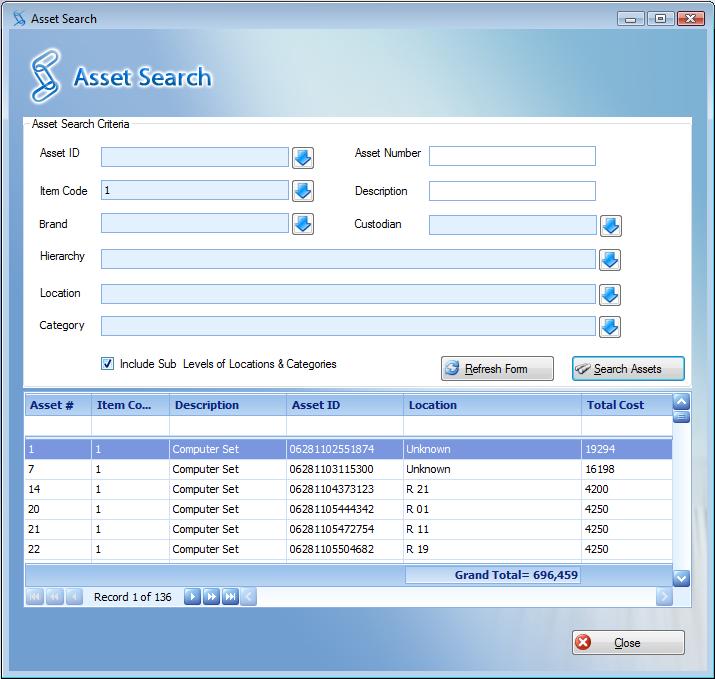 Asset Search
Asset Search
Asset Search Criteria
Asset ID
Asset Number
Item Code 1
Description
Brand
Custodian
Hierarchy
Location
Category
Include Sub Levels of Locations & Categories
Refresh Form
Search Assets
Asset # Item Co... Description Asset ID Location Total Cost
1 1 Computer Set 06281102551874 Unknown 19294
7 1 Computer Set 06281103115300 Unknown 16198
14 1 Computer Set 06281104373123 R 21 4200
20 1 Computer Set 06281105444342 R 01 4250
21 1 Computer Set 06281105472754 R 11 4250
22 1 Computer Set 06281105504682 R 19 4250
Grand Total= 696,459
Record 1 of 136
Close